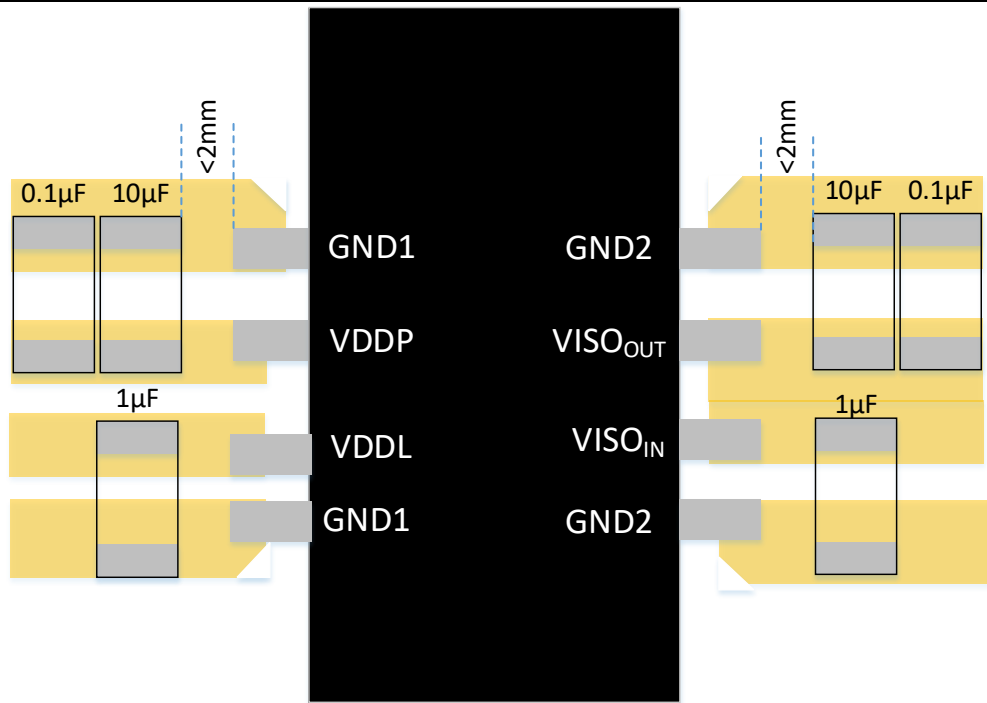 <2mm
<2mm
0.1µF
10µF
10µF
0.1µF
GND1
GND2
VDDP
VISOOUT
1µF
1µF
VDDL
VISOIN
GND1
GND2